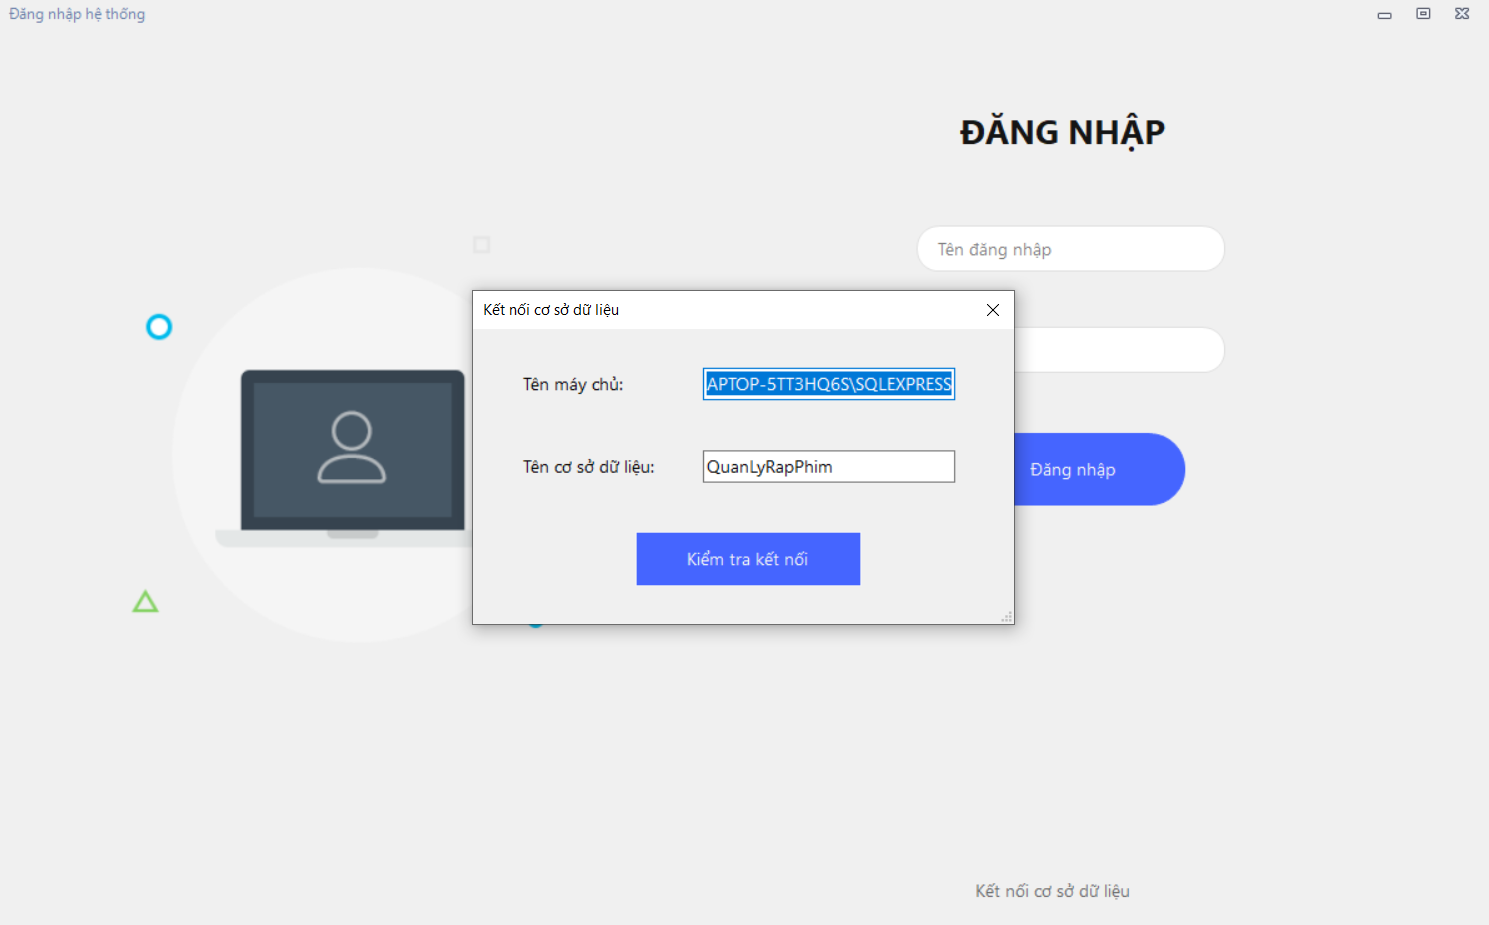 Đăng nhập hệ thống
ĐĂNG NHẬP
Tên đăng nhập
Kết nối cơ sở dữ liệu
Tên máy chủ:
APTOP-5TT3HQ6S\SQLEXPRESS
Tên cơ sở dữ liệu:
QuanLyRapPhim
Đăng nhập
Kiểm tra kết nối
Kết nối cơ sở dữ liệu